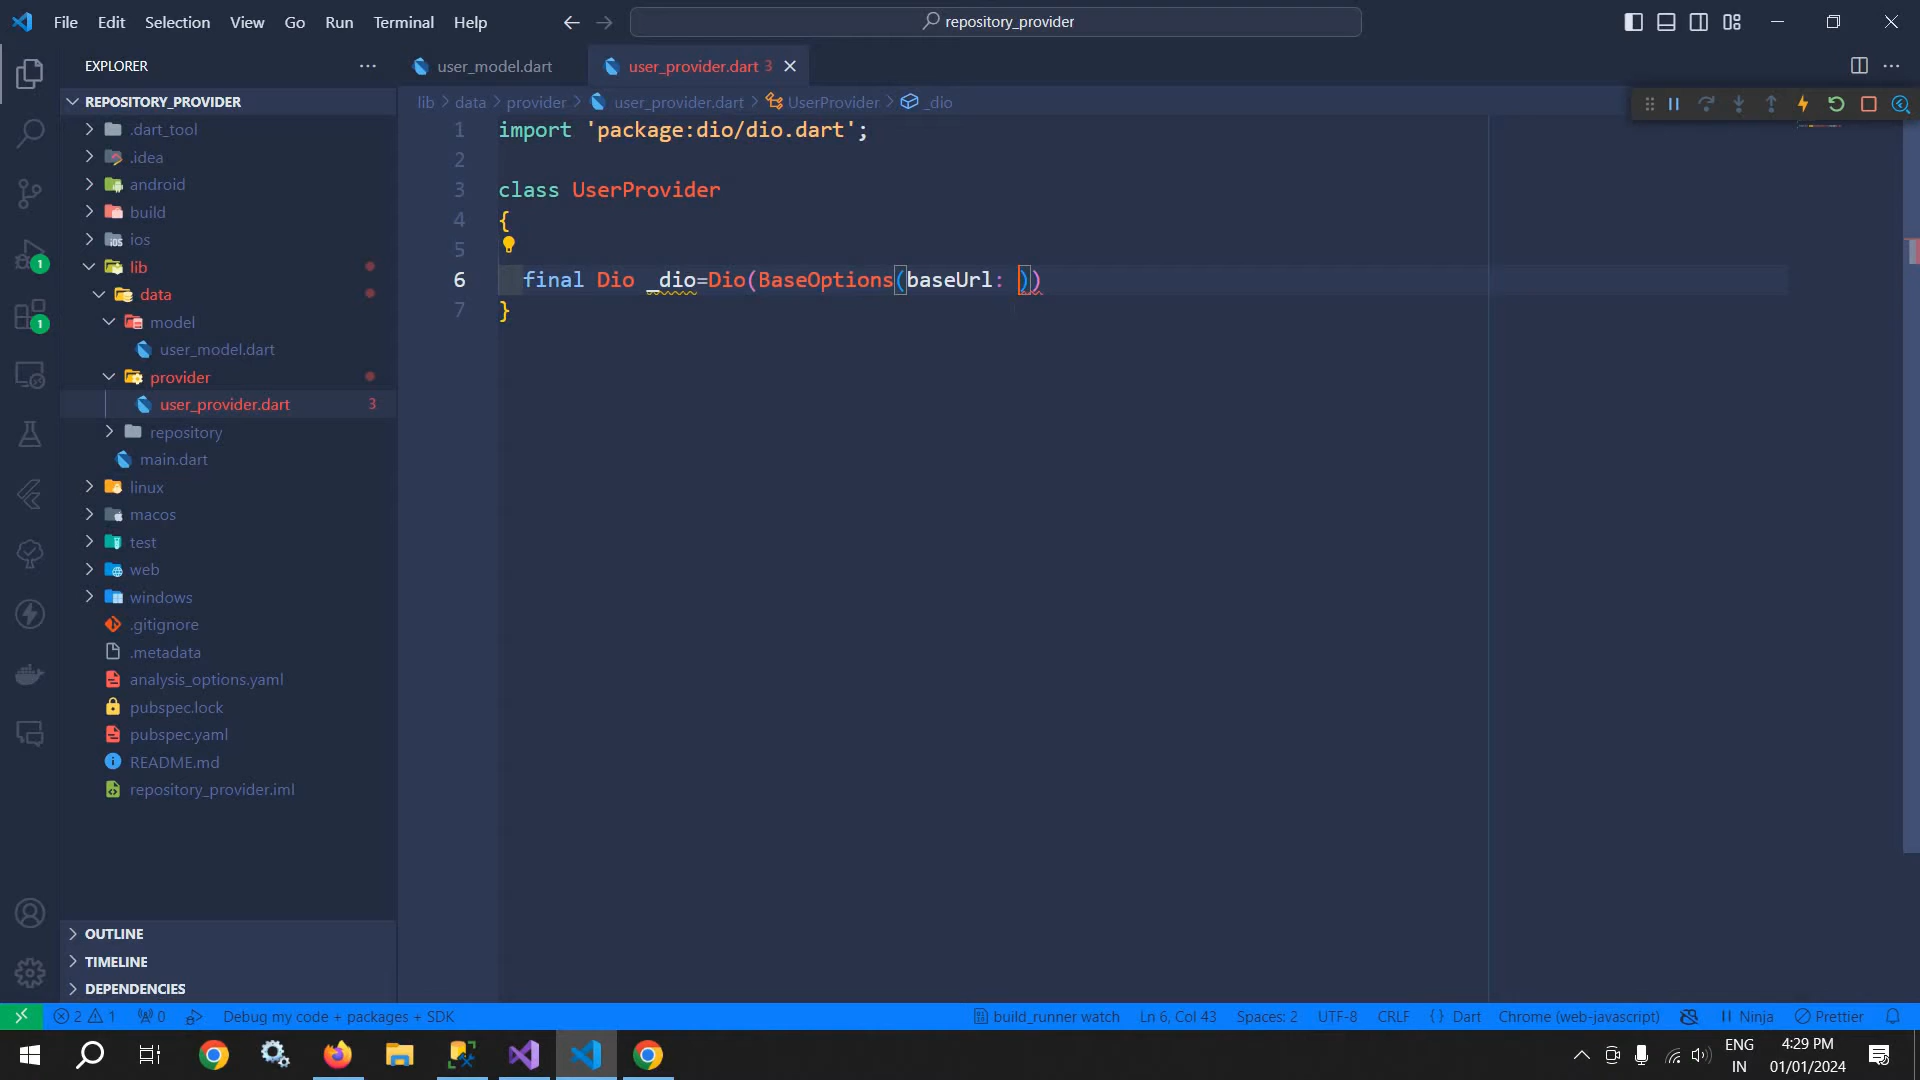 File Edit Selection View Go Run Terminal Help
repository_provider
EXPLORER
user_model.dart
user_provider.dart 3
REPOSITORY_PROVIDER
lib > data > provider > user_provider.dart > UserProvider > _dio
.dart_tool
.idea
android
build
ios
lib
data
model
user_model.dart
provider
user_provider.dart 3
repository
main.dart
linux
macos
test
web
windows
.gitignore
.metadata
analysis_options.yaml
pubspec.lock
pubspec.yaml
README.md
repository_provider.iml
1 import 'package:dio/dio.dart';
2
3 class UserProvider
4 {
5
6 final Dio _dio=Dio(BaseOptions(baseUrl: ))
7 }
1
1
OUTLINE
TIMELINE
DEPENDENCIES
2 1 0 Debug my code + packages + SDK build_runner watch Ln 6, Col 43 Spaces: 2 UTF-8 CRLF { } Dart Chrome (web-javascript) Ninja Prettier
ENG
IN
4:29 PM
01/01/2024